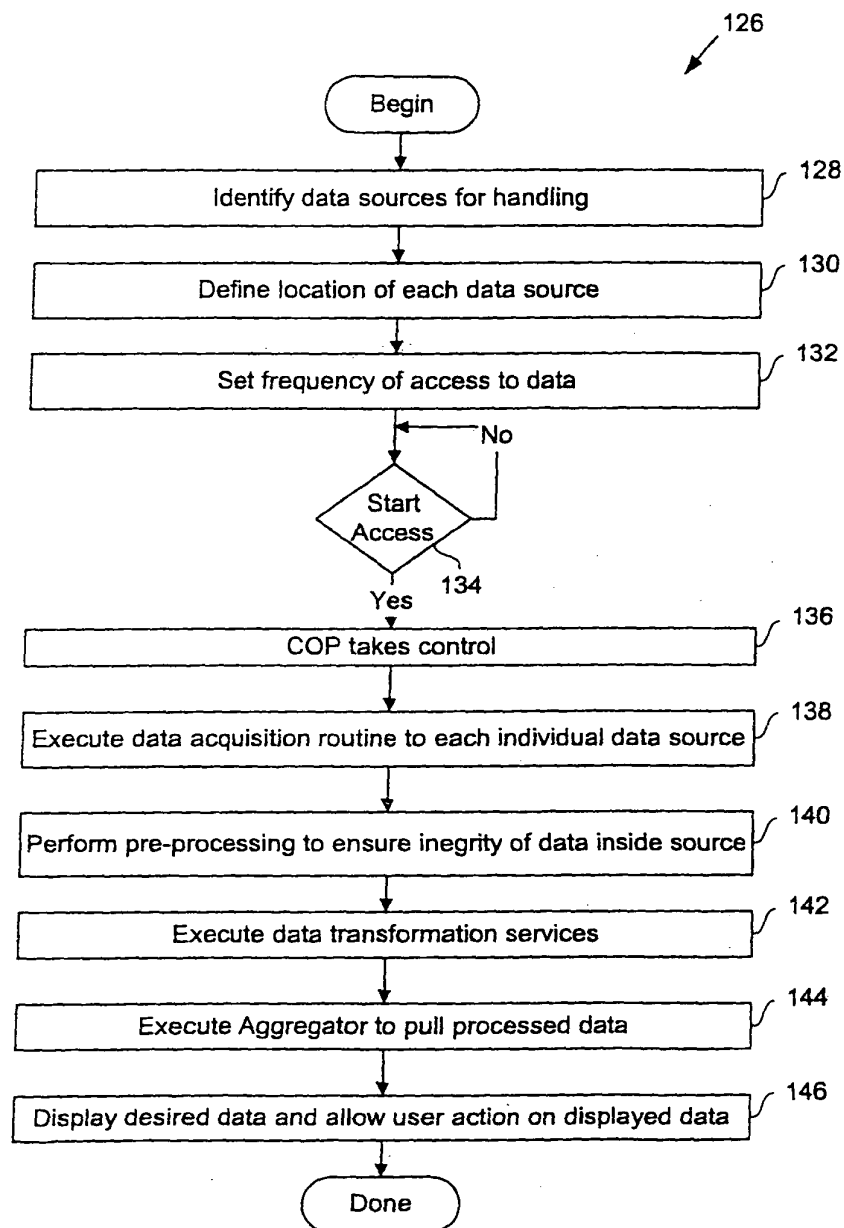 126
Begin
128
Identify data sources for handling
130
Define location of each data source
132
Set frequency of access to data
No
Start
Access
134
Yes
136
COP takes control
138
Execute data acquisition routine to each individual data source
140
Perform pre-processing to ensure inegrity of data inside source
142
Execute data transformation services
144
Execute Aggregator to pull processed data
146
Display desired data and allow user action on displayed data
Done